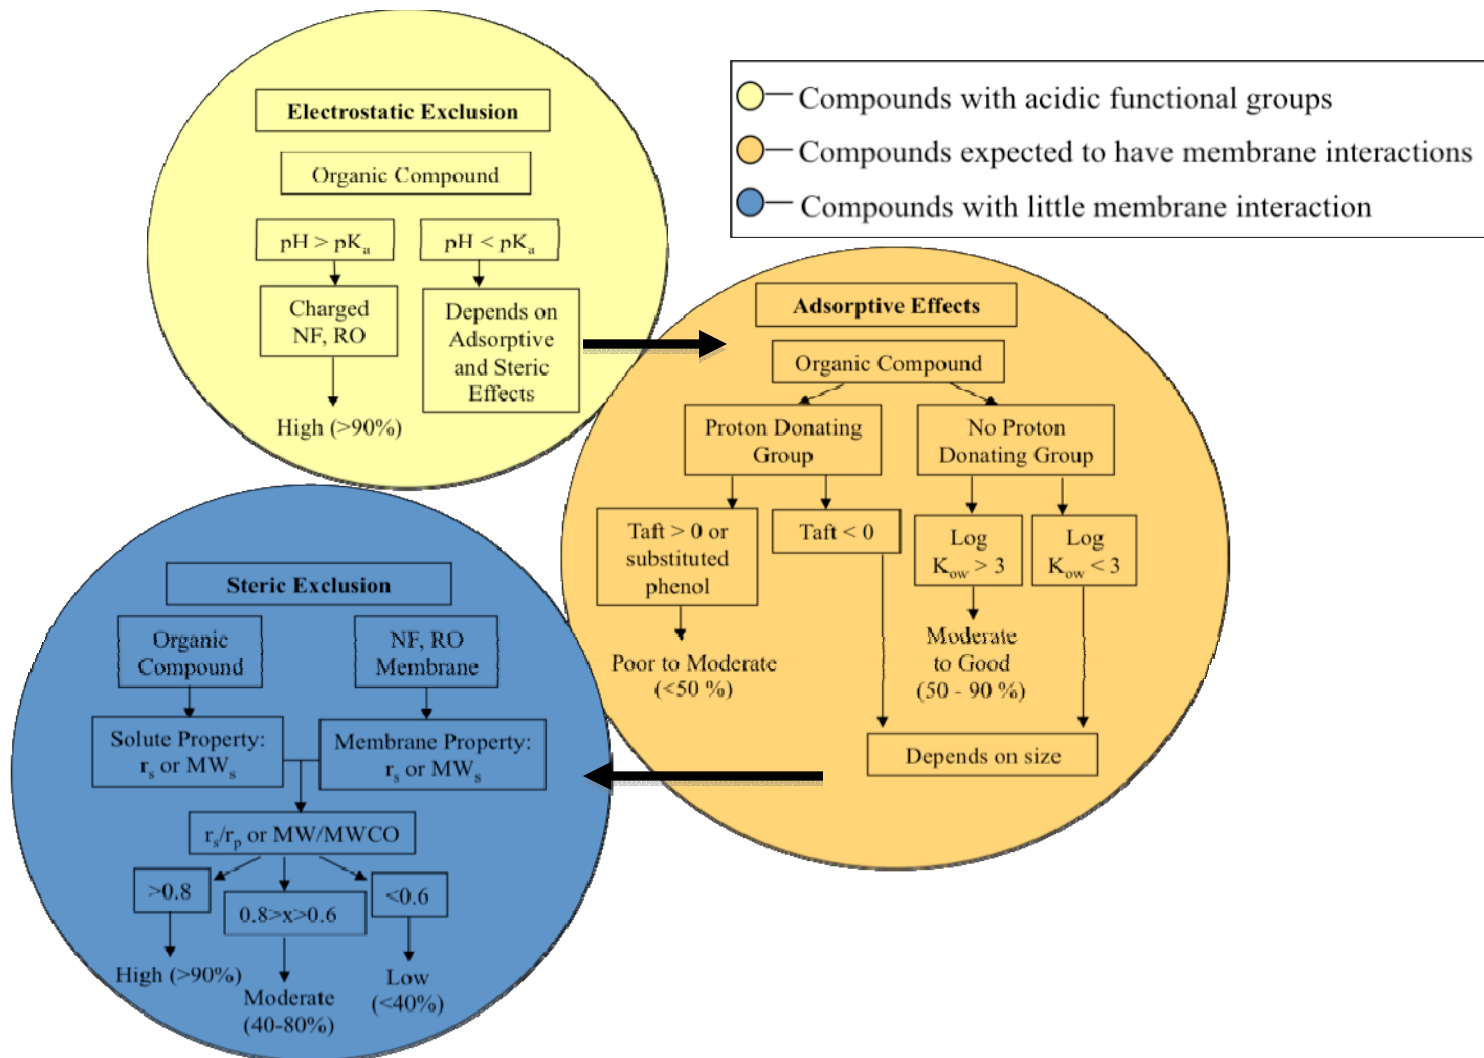 Electrostatic Exclusion
Organic Compound
pH > pKa
pH < pKa
Charged
NF, RO
Depends on
Adsorptive
and Steric
Effects
High (>90%)
Compounds with acidic functional groups
Compounds expected to have membrane interactions
Compounds with little membrane interaction
Adsorptive Effects
Organic Compound
Proton Donating
Group
No Proton
Donating Group
Taft > 0 or
substituted
phenol
Taft < 0
Log
Kow > 3
Log
Kow < 3
Poor to Moderate
(<50 %)
Moderate
to Good
(50 - 90 %)
Depends on size
Steric Exclusion
Organic
Compound
NF, RO
Membrane
Solute Property:
rs or MWs
Membrane Property:
rs or MWs
rs/rp or MW/MWCO
>0.8
0.8>x>0.6
<0.6
High (>90%)
Moderate
(40-80%)
Low
(<40%)